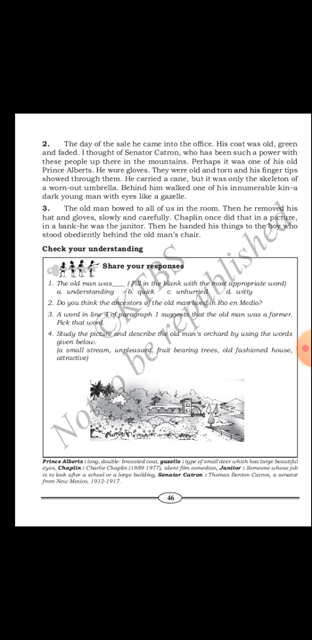 2. The day of the sale he came into the office. His coat was old, green
and faded. I thought of Senator Catron, who has been such a power with
these people up there in the mountains. Perhaps it was one of his old
Prince Alberts. He wore gloves. They were old and torn and his finger tips
showed through them. He carried a cane, but it was only the skeleton of
a worn-out umbrella. Behind him walked one of his innumerable kin–a
dark young man with eyes like a gazelle.
3. The old man bowed to all of us in the room. Then he removed his
hat and gloves, slowly and carefully. Chaplin once did that in a picture,
in a bank–he was the janitor. Then he handed his things to the boy who
stood obediently behind the old man's chair.
Check your understanding
Share your responses
1. The old man was____ ( Fill in the blank with the most appropriate word)
a. understanding b. quick c. unhurried d. witty
2. Do you think the ancestors of the old man lived in Rio en Medio?
3. A word in line 4 of paragraph 1 suggests that the old man was a farmer.
Pick that word.
4. Study the picture and describe the old man's orchard by using the words
given below.
(a small stream, unpleasant, fruit bearing trees, old fashioned house,
attractive)
Prince Alberts : long, double- breasted coat, gazelle : type of small deer which has large beautiful
eyes, Chaplin : Charlie Chaplin (1889-1977), silent film comedian, Janitor : Someone whose job
is to look after a school or a large building, Senator Catron : Thomas Benton Catron, a senator
from New Mexico, 1912-1917.
46
©KTBS
Not to be republished